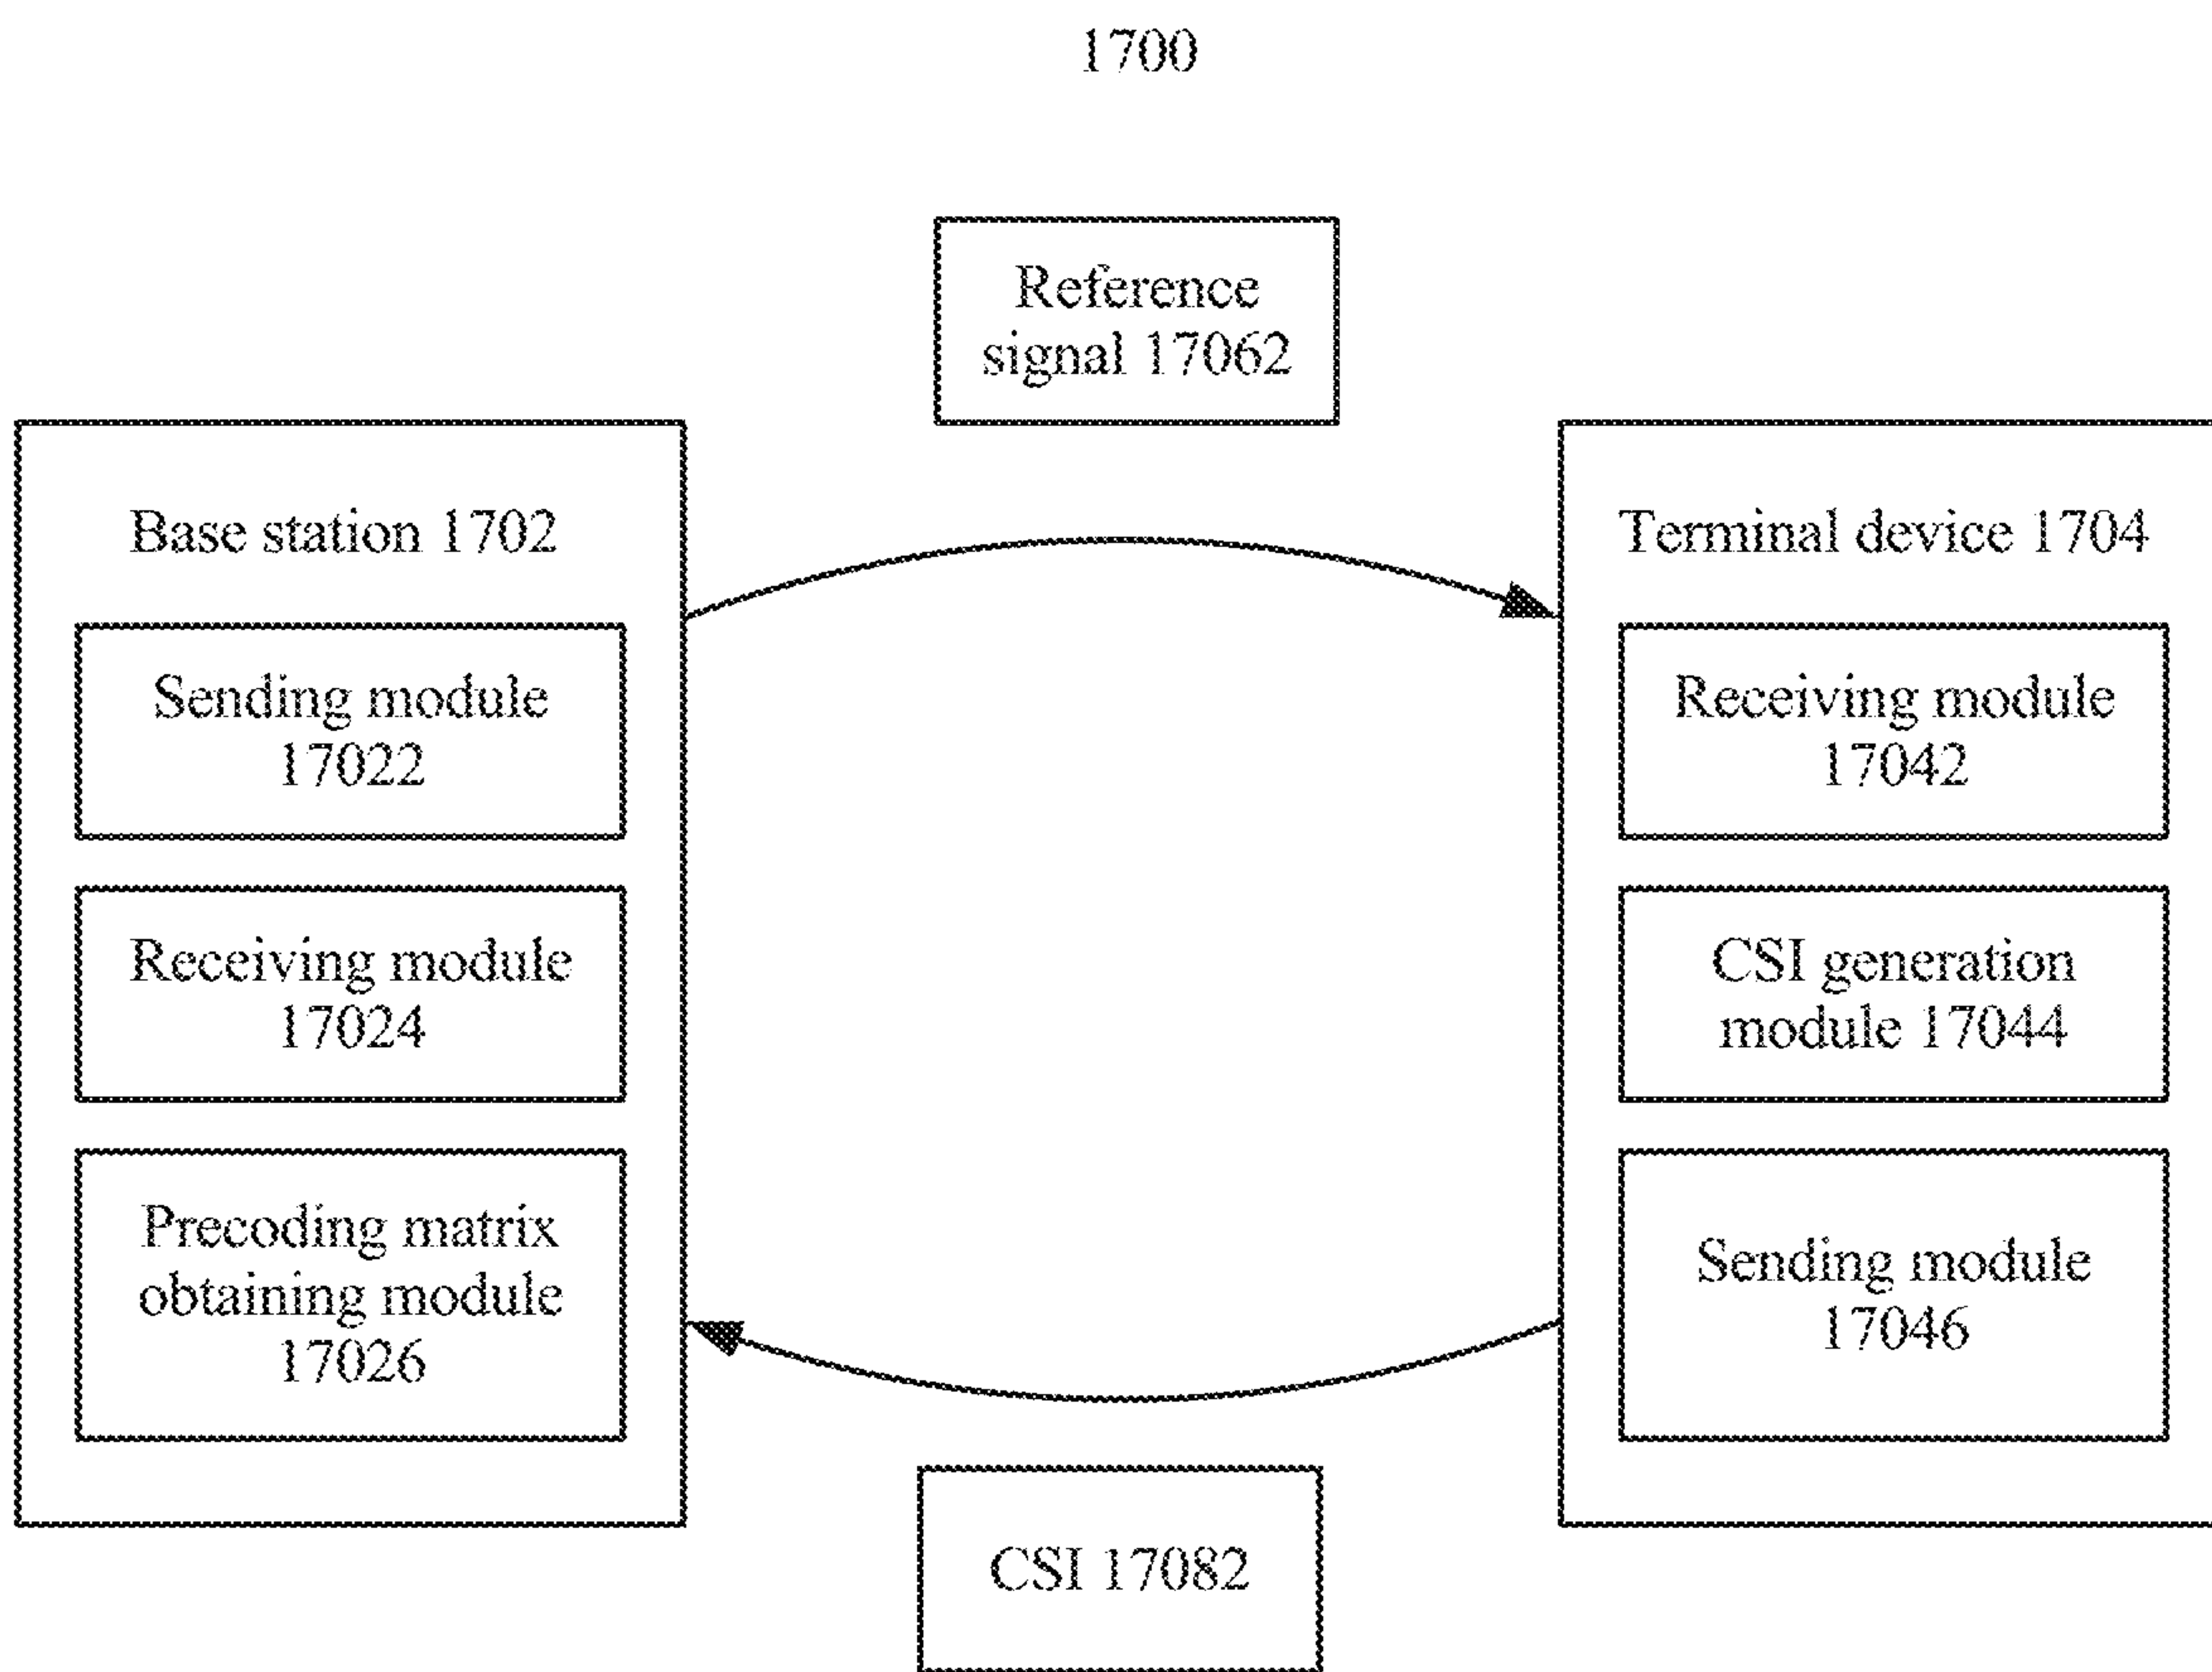 1700
Reference
signal 17062
Base station 1702
Sending module
17022
Receiving module
17024
Precoding matrix
obtaining module
17026
Terminal device 1704
Receiving module
17042
CSI generation
module 17044
Sending module
17046
CSI 17082